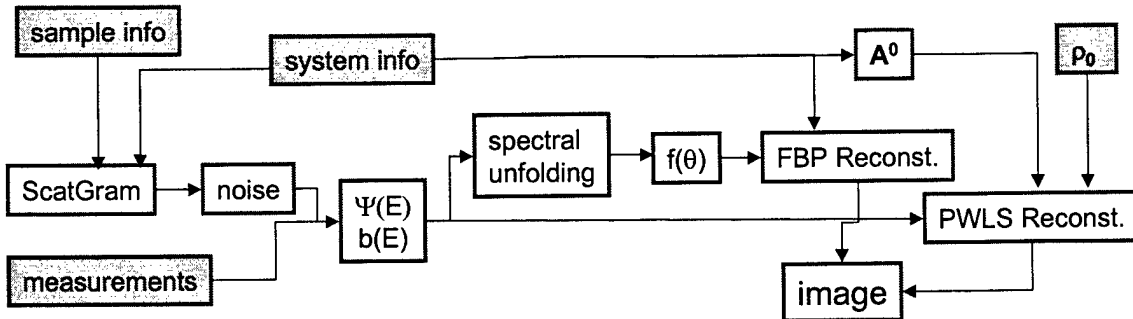 sample info
system info
A⁰
ρ₀
spectral
unfolding
f(θ)
FBP Reconst.
ScatGram
noise
Ψ(E)
b(E)
PWLS Reconst.
measurements
image